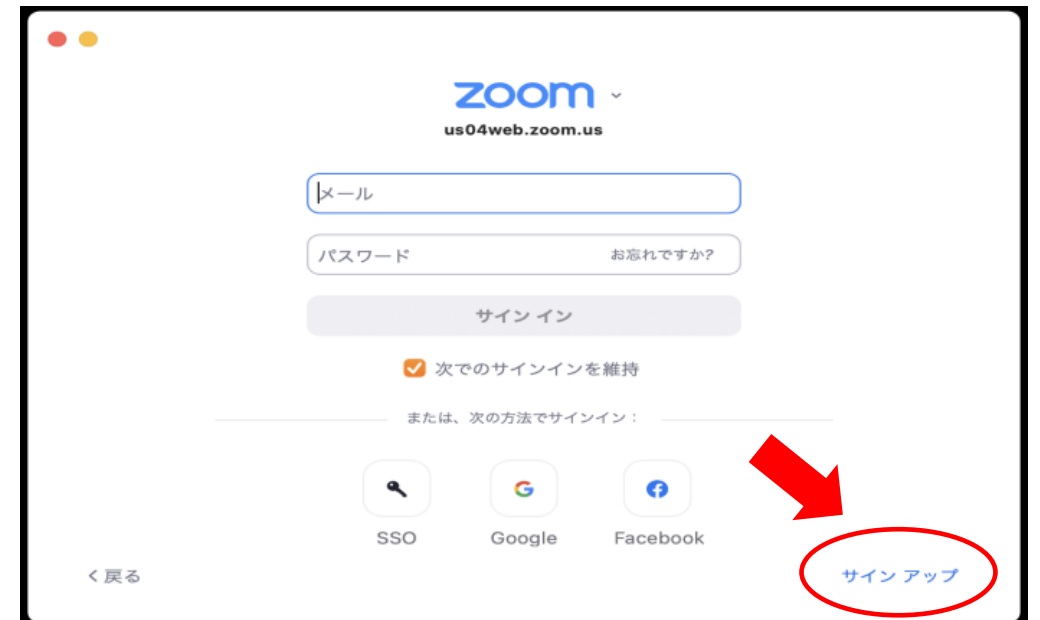 zoom
us04web.zoom.us
メール
パスワード お忘れですか?
サイン イン
次でのサインインを維持
または、次の方法でサインイン：
SSO Google Facebook
戻る サイン アップ